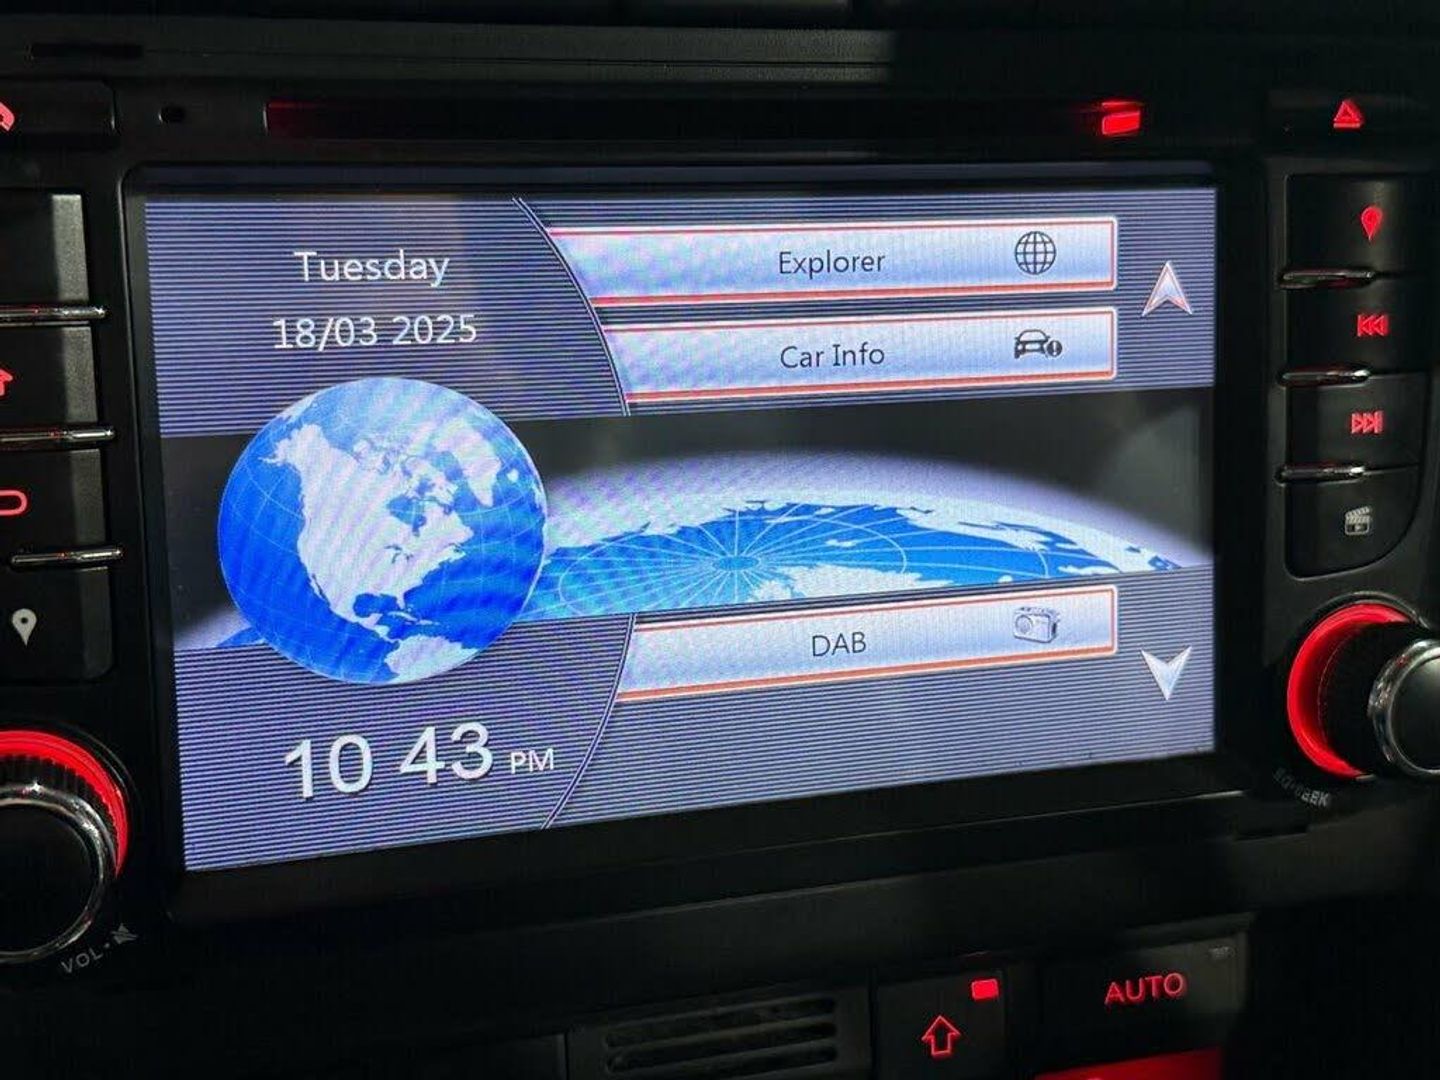 Tuesday
18/03 2025
Explorer
Car Info
DAB
10 43 PM
VOL
AUTO